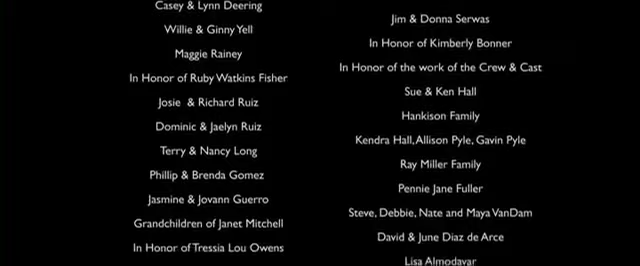 Casey & Lynn Deering
Willie & Ginny Yell
Maggie Rainey
In Honor of Ruby Watkins Fisher
Josie & Richard Ruiz
Dominic & Jaelyn Ruiz
Terry & Nancy Long
Phillip & Brenda Gomez
Jasmine & Jovann Guerro
Grandchildren of Janet Mitchell
In Honor of Tressia Lou Owens
Jim & Donna Serwas
In Honor of Kimberly Bonner
In Honor of the work of the Crew & Cast
Sue & Ken Hall
Hankison Family
Kendra Hall, Allison Pyle, Gavin Pyle
Ray Miller Family
Pennie Jane Fuller
Steve, Debbie, Nate and Maya VanDam
David & June Diaz de Arce
Lisa Almodavar